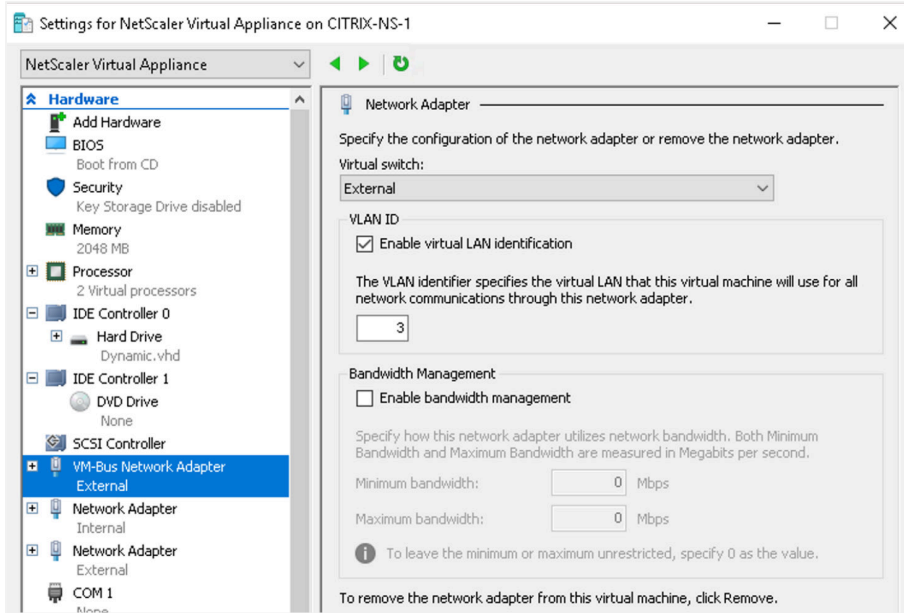 Settings for NetScaler Virtual Appliance on CITRIX-NS-1
NetScaler Virtual Appliance
Hardware
Add Hardware
BIOS
Boot from CD
Security
Key Storage Drive disabled
Memory
2048 MB
Processor
2 Virtual processors
IDE Controller 0
Hard Drive
Dynamic.vhd
IDE Controller 1
DVD Drive
None
SCSI Controller
VM-Bus Network Adapter
External
Network Adapter
Internal
Network Adapter
External
COM 1
None
Network Adapter
Specify the configuration of the network adapter or remove the network adapter.
Virtual switch:
External
VLAN ID
Enable virtual LAN identification
The VLAN identifier specifies the virtual LAN that this virtual machine will use for all
network communications through this network adapter.
3
Bandwidth Management
Enable bandwidth management
Specify how this network adapter utilizes network bandwidth. Both Minimum
Bandwidth and Maximum Bandwidth are measured in Megabits per second.
Minimum bandwidth: 0 Mbps
Maximum bandwidth: 0 Mbps
To leave the minimum or maximum unrestricted, specify 0 as the value.
To remove the network adapter from this virtual machine, click Remove.